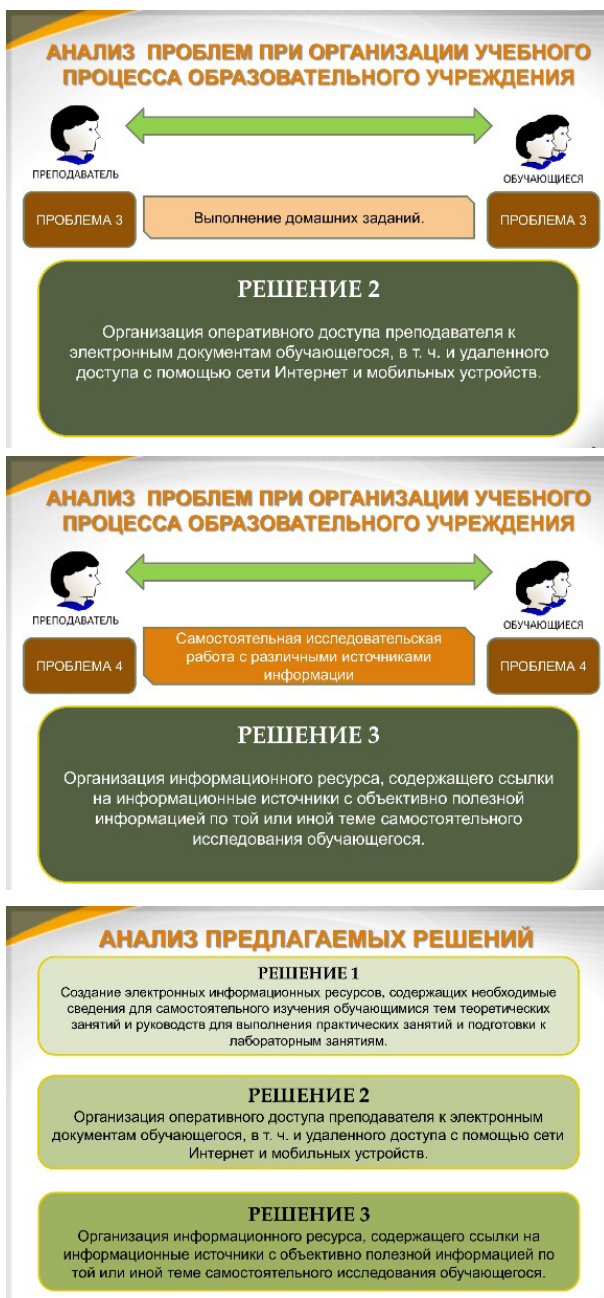 АНАЛИЗ ПРОБЛЕМ ПРИ ОРГАНИЗАЦИИ УЧЕБНОГО
ПРОЦЕССА ОБРАЗОВАТЕЛЬНОГО УЧРЕЖДЕНИЯ
ПРЕПОДАВАТЕЛЬ
ОБУЧАЮЩИЕСЯ
ПРОБЛЕМА 3
Выполнение домашних заданий.
ПРОБЛЕМА 3
РЕШЕНИЕ 2
Организация оперативного доступа преподавателя к
электронным документам обучающегося, в т. ч. и удаленного
доступа с помощью сети Интернет и мобильных устройств.
АНАЛИЗ ПРОБЛЕМ ПРИ ОРГАНИЗАЦИИ УЧЕБНОГО
ПРОЦЕССА ОБРАЗОВАТЕЛЬНОГО УЧРЕЖДЕНИЯ
ПРЕПОДАВАТЕЛЬ
ОБУЧАЮЩИЕСЯ
ПРОБЛЕМА 4
Самостоятельная исследовательская
работа с различными источниками
информации
ПРОБЛЕМА 4
РЕШЕНИЕ 3
Организация информационного ресурса, содержащего ссылки
на информационные источники с объективно полезной
информацией по той или иной теме самостоятельного
исследования обучающегося.
АНАЛИЗ ПРЕДЛАГАЕМЫХ РЕШЕНИЙ
РЕШЕНИЕ 1
Создание электронных информационных ресурсов, содержащих необходимые
сведения для самостоятельного изучения обучающимися тем теоретических
занятий и руководств для выполнения практических занятий и подготовки к
лабораторным занятиям.
РЕШЕНИЕ 2
Организация оперативного доступа преподавателя к электронным
документам обучающегося, в т. ч. и удаленного доступа с помощью сети
Интернет и мобильных устройств.
РЕШЕНИЕ 3
Организация информационного ресурса, содержащего ссылки на
информационные источники с объективно полезной информацией по
той или иной теме самостоятельного исследования обучающегося.